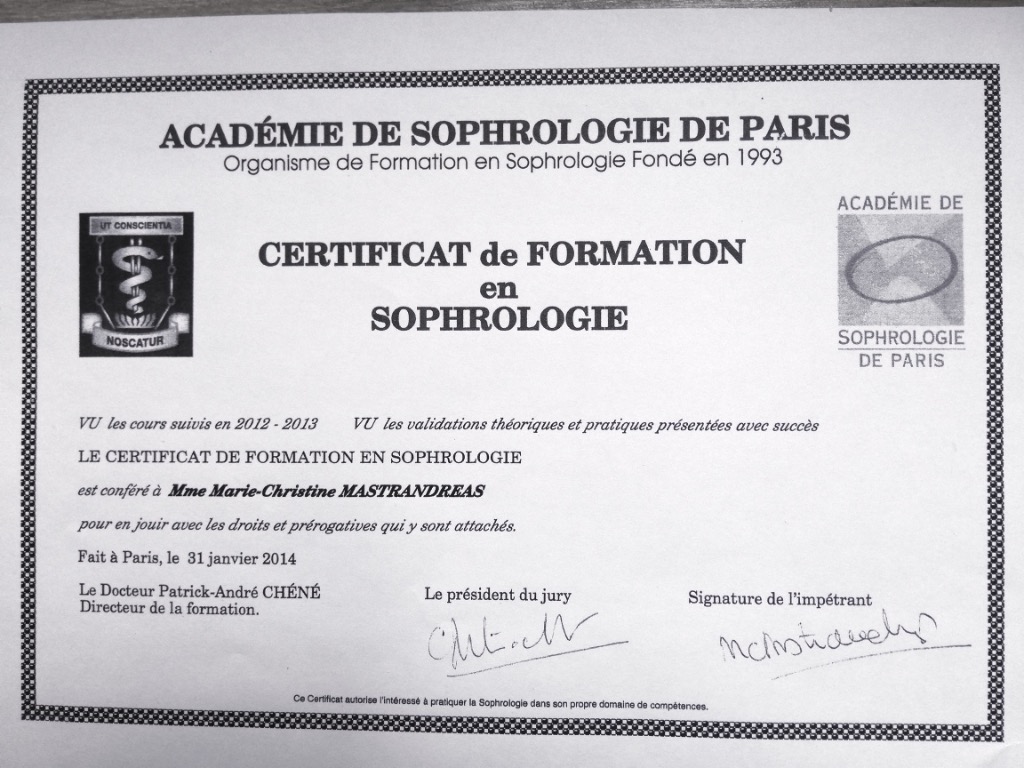 ACADÉMIE DE SOPHROLOGIE DE PARIS
Organisme de Formation en Sophrologie Fondé en 1993
UT CONSCIENTIA
NOSCATUR
CERTIFICAT de FORMATION
en
SOPHROLOGIE
ACADÉMIE DE
SOPHROLOGIE
DE PARIS
VU les cours suivis en 2012 - 2013 VU les validations théoriques et pratiques présentées avec succès
LE CERTIFICAT DE FORMATION EN SOPHROLOGIE
est conféré à Mme Marie-Christine MASTRANDREAS
pour en jouir avec les droits et prérogatives qui y sont attachés.
Fait à Paris, le 31 janvier 2014
Le Docteur Patrick-André CHÉNÉ
Directeur de la formation.
Le président du jury
Signature de l'impétrant
Ce Certificat autorise l'intéressé à pratiquer la Sophrologie dans son propre domaine de compétences.